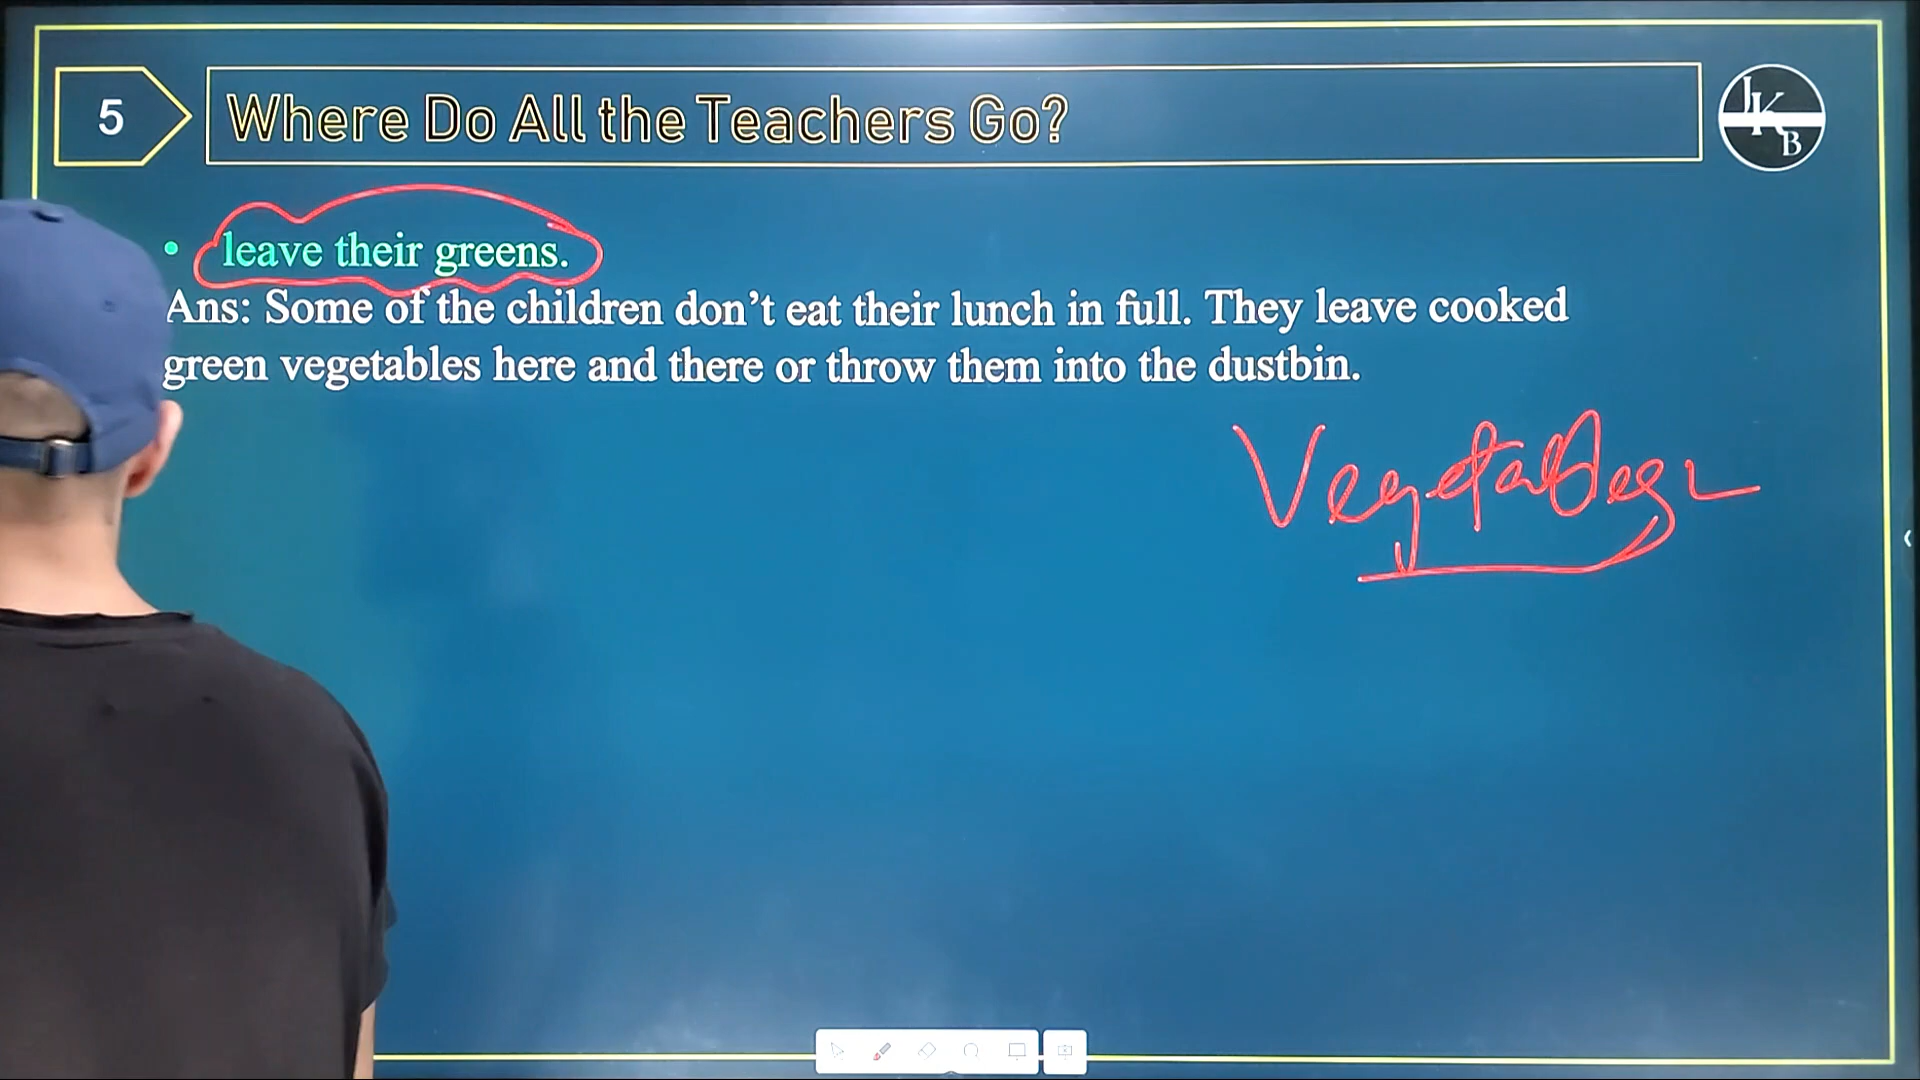 5
Where Do All the Teachers Go?
JKB
• leave their greens.
Ans: Some of the children don’t eat their lunch in full. They leave cooked
green vegetables here and there or throw them into the dustbin.
Vegetables